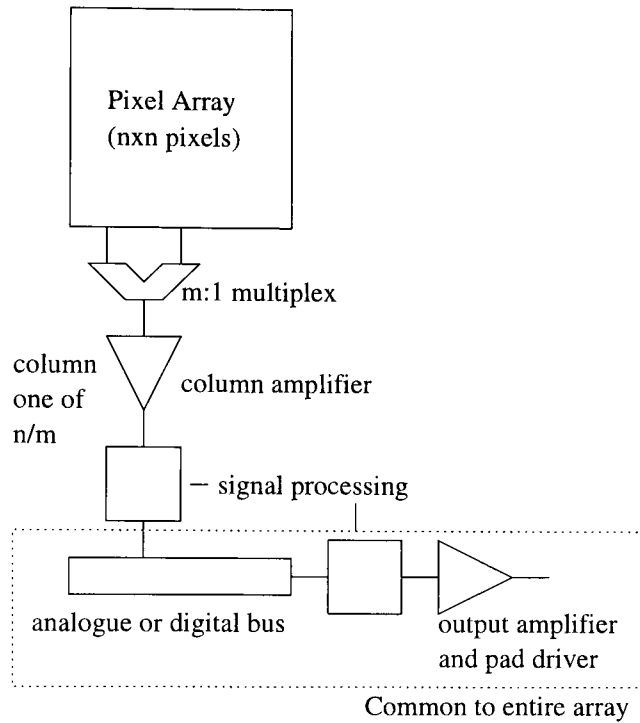 Pixel Array
(nxn pixels)
m:1 multiplex
column
one of
n/m
column amplifier
signal processing
analogue or digital bus
output amplifier
and pad driver
Common to entire array